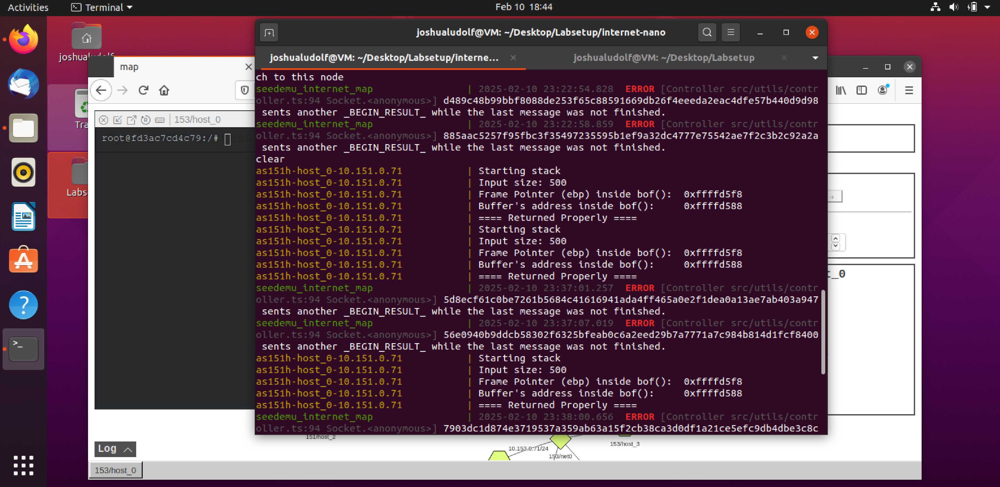 Activities
Terminal
Feb 10 18:44
joshualudolf@VM: ~/Desktop/Labsetup/internet-nano
joshualudolf@VM: ~/Desktop/Labsetup/interne...
joshualudolf@VM: ~/Desktop/Labsetup
map
153/host_0
root@fd3ac7cd4c79:/#
ch to this node
seedemu_internet_map | 2025-02-10 23:22:54.828 ERROR [Controller src/utils/contr
oller.ts:94 Socket.<anonymous>] d489c48b99bbf8088de253f65c88591669db26f4eeeda2eac4dfe57b440d9d98
sents another _BEGIN_RESULT_ while the last message was not finished.
seedemu_internet_map | 2025-02-10 23:22:58.859 ERROR [Controller src/utils/contr
oller.ts:94 Socket.<anonymous>] 885aac5257f95fbc3f35497235595b1ef9a32dc4777e75542ae7f2c3b2c92a2a
sents another _BEGIN_RESULT_ while the last message was not finished.
clear
as151h-host_0-10.151.0.71 | Starting stack
as151h-host_0-10.151.0.71 | Input size: 500
as151h-host_0-10.151.0.71 | Frame Pointer (ebp) inside bof(): 0xffffd5f8
as151h-host_0-10.151.0.71 | Buffer's address inside bof(): 0xffffd588
as151h-host_0-10.151.0.71 | ==== Returned Properly ====
as151h-host_0-10.151.0.71 | Starting stack
as151h-host_0-10.151.0.71 | Input size: 500
as151h-host_0-10.151.0.71 | Frame Pointer (ebp) inside bof(): 0xffffd5f8
as151h-host_0-10.151.0.71 | Buffer's address inside bof(): 0xffffd588
as151h-host_0-10.151.0.71 | ==== Returned Properly ====
seedemu_internet_map | 2025-02-10 23:37:01.257 ERROR [Controller src/utils/contr
oller.ts:94 Socket.<anonymous>] 5d8ecf61c0be7261b5684c41616941ada4ff465a0e2f1dea0a13ae7ab403a947
sents another _BEGIN_RESULT_ while the last message was not finished.
seedemu_internet_map | 2025-02-10 23:37:07.019 ERROR [Controller src/utils/contr
oller.ts:94 Socket.<anonymous>] 56e0940b9ddcb58302f6325bfeab0c6a2eed29b7a7771a7c984b814d1fcf8400
sents another _BEGIN_RESULT_ while the last message was not finished.
as151h-host_0-10.151.0.71 | Starting stack
as151h-host_0-10.151.0.71 | Input size: 500
as151h-host_0-10.151.0.71 | Frame Pointer (ebp) inside bof(): 0xffffd5f8
as151h-host_0-10.151.0.71 | Buffer's address inside bof(): 0xffffd588
as151h-host_0-10.151.0.71 | ==== Returned Properly ====
seedemu_internet_map | 2025-02-10 23:38:00.656 ERROR [Controller src/utils/contr
oller.ts:94 Socket.<anonymous>] 7903dc1d874e3719537a359ab63a15f2cb38ca3d0df1a21ce5efc9db4dbe3c8c
t_0
151/host_2
153/host_3
10.153.0.71/24
153/net0
Log
153/host_0